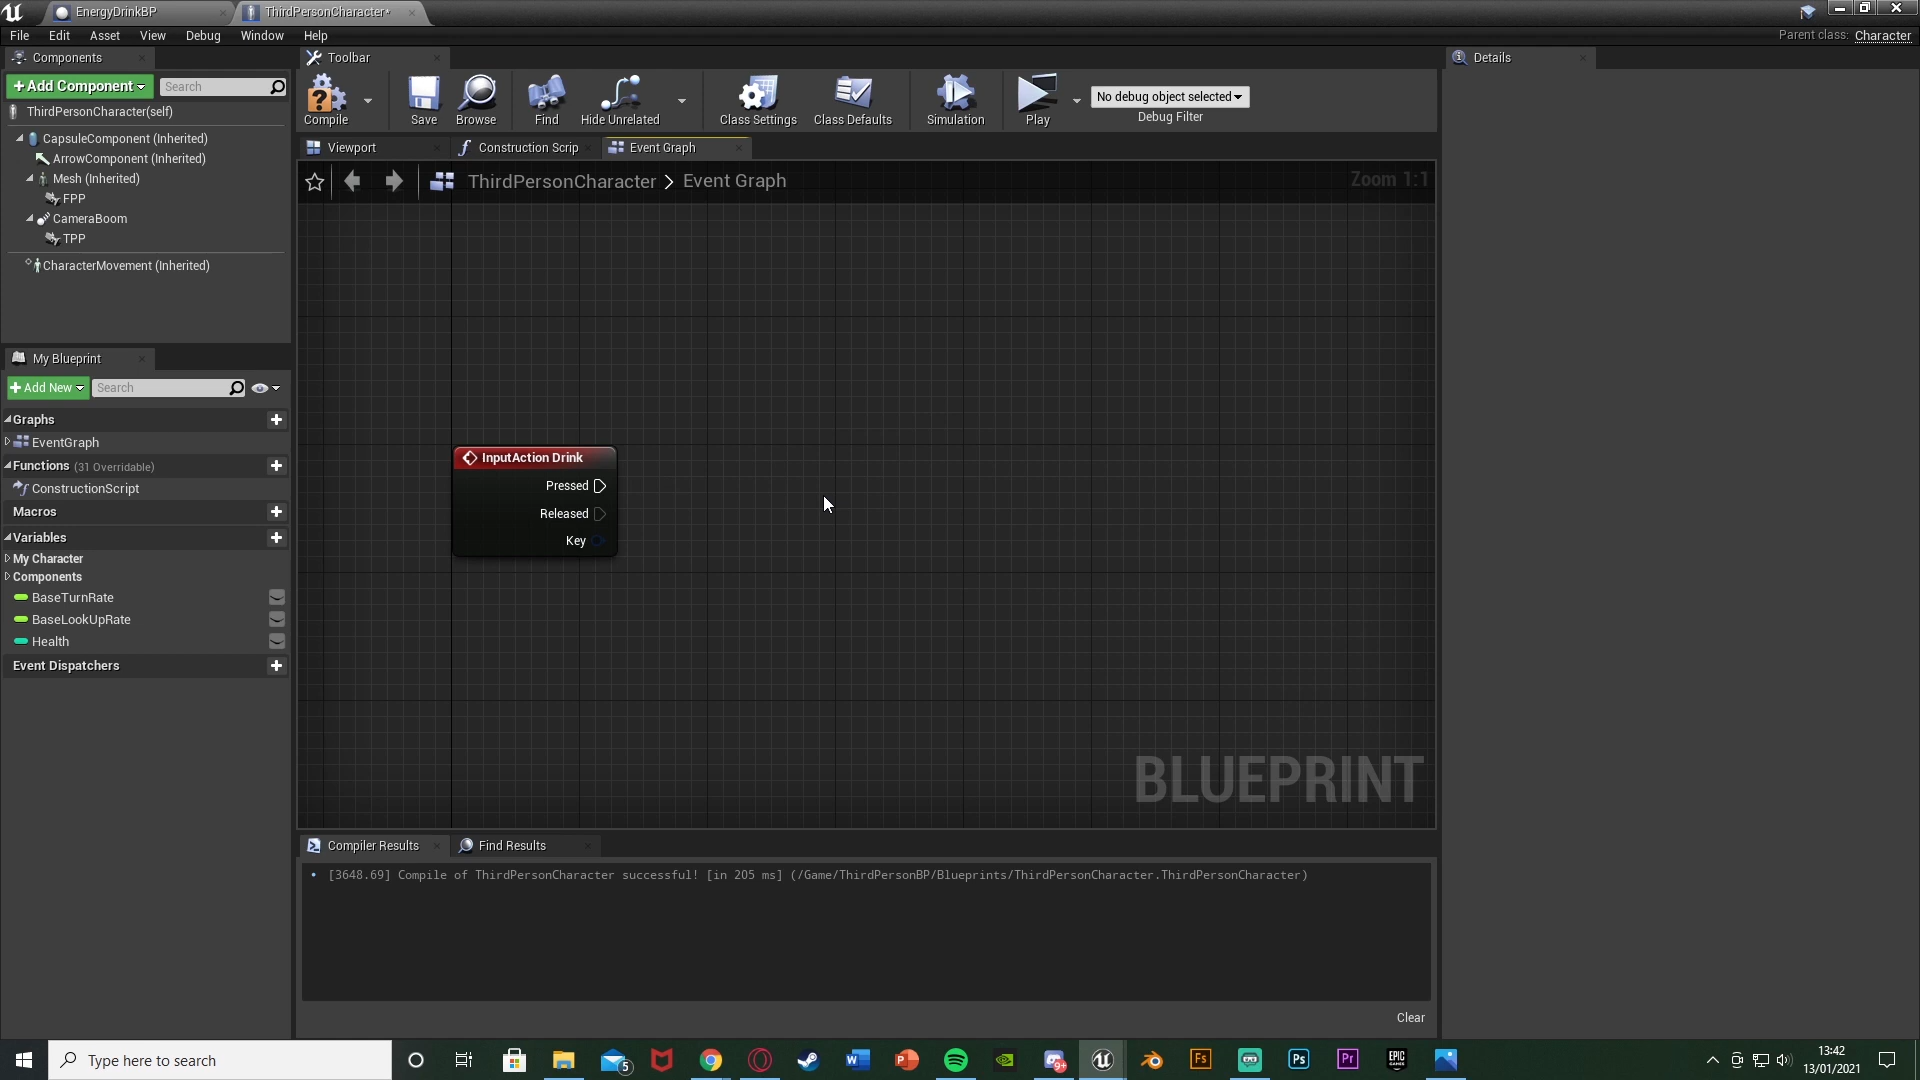 EnergyDrinkBP
ThirdPersonCharacter*
File Edit Asset View Debug Window Help
Parent class: Character
Components
+Add Component
Search
ThirdPersonCharacter(self)
CapsuleComponent (Inherited)
ArrowComponent (Inherited)
Mesh (Inherited)
FPP
CameraBoom
TPP
CharacterMovement (Inherited)
My Blueprint
+Add New
Search
Graphs
EventGraph
Functions (31 Overridable)
ConstructionScript
Macros
Variables
My Character
Components
BaseTurnRate
BaseLookUpRate
Health
Event Dispatchers
Toolbar
Compile
Save
Browse
Find
Hide Unrelated
Class Settings
Class Defaults
Simulation
Play
No debug object selected
Debug Filter
Viewport
Construction Scrip
Event Graph
ThirdPersonCharacter > Event Graph
Zoom 1:1
InputAction Drink
Pressed
Released
Key
BLUEPRINT
Compiler Results
Find Results
[3648.69] Compile of ThirdPersonCharacter successful! [in 205 ms] (/Game/ThirdPersonBP/Blueprints/ThirdPersonCharacter.ThirdPersonCharacter)
Clear
Details
Type here to search
5
W
P
9+
Fs
Ps
Pr
EPIC
13:42
13/01/2021